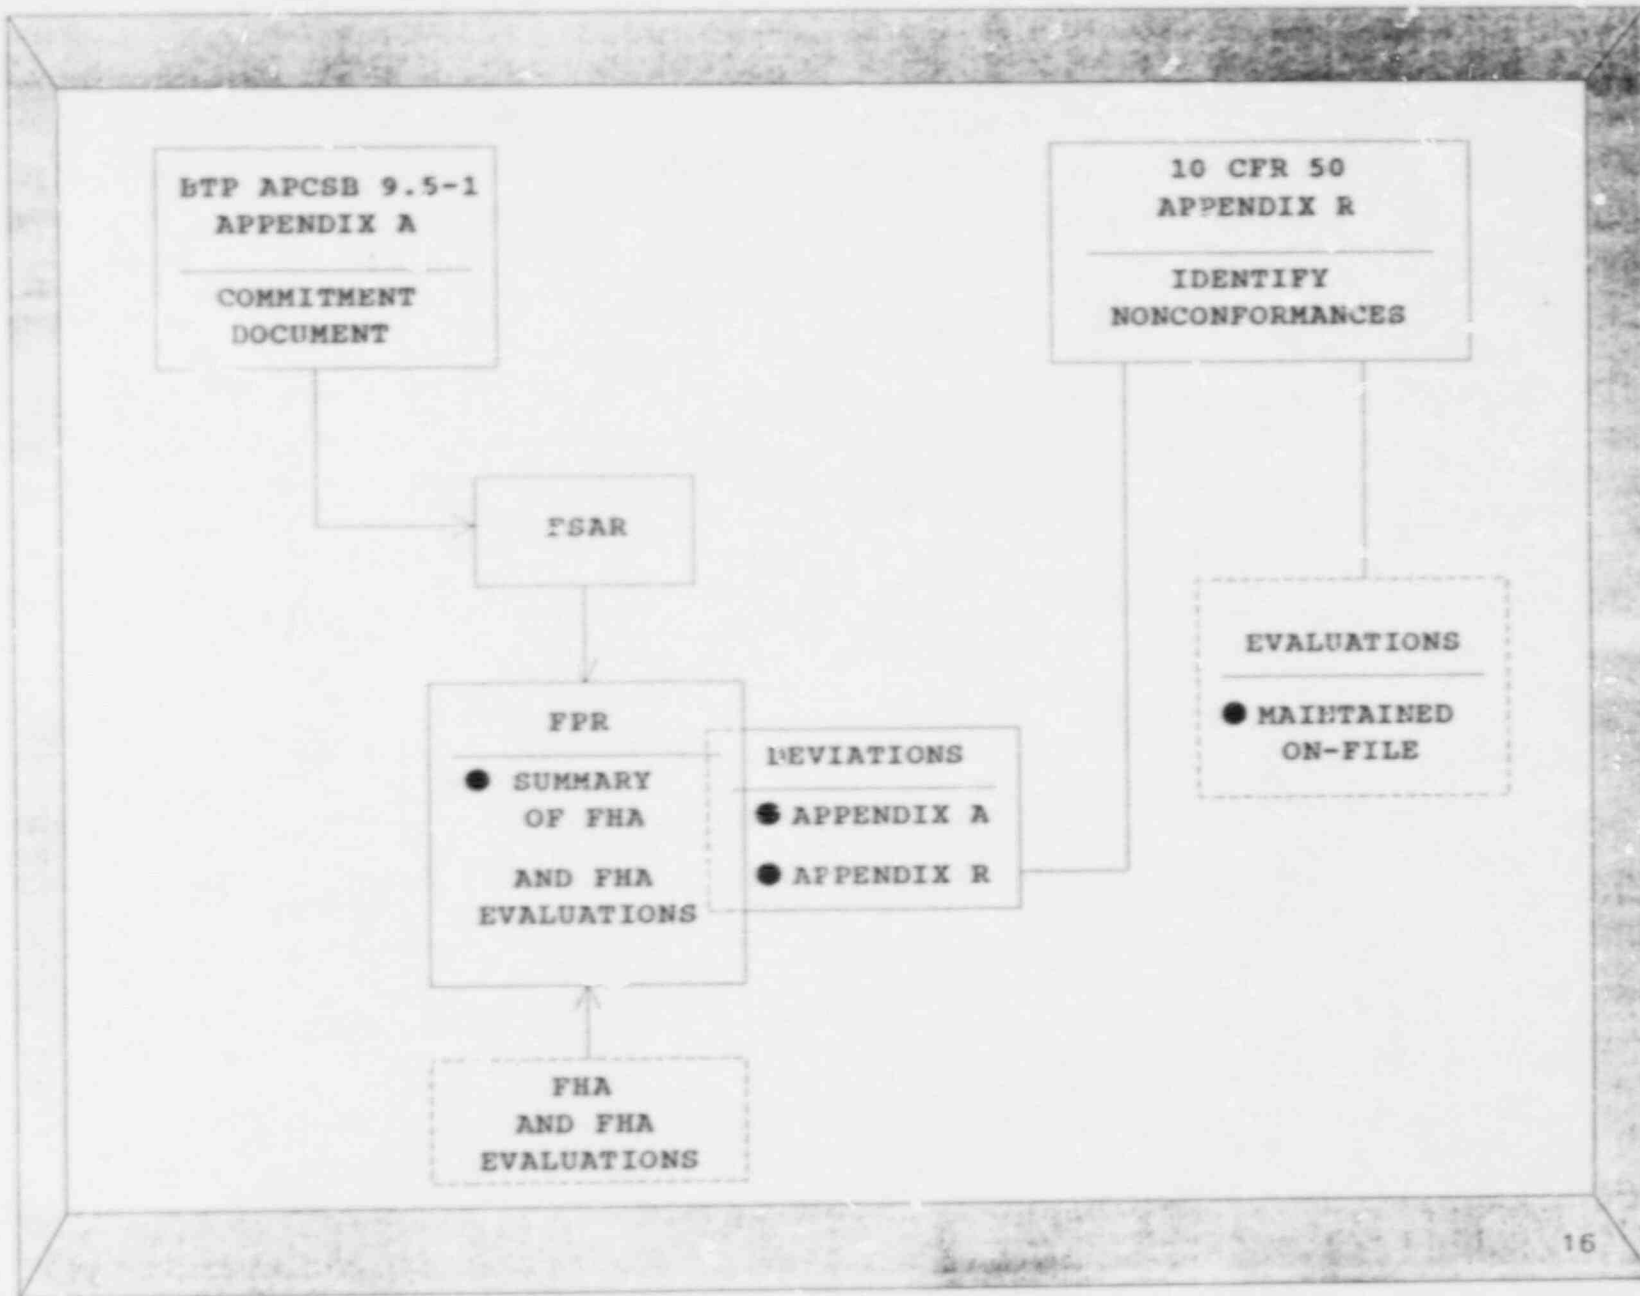 BTP APCSB 9.5-1
APPENDIX A
COMMITMENT
DOCUMENT
10 CFR 50
APPENDIX R
IDENTIFY
NONCONFORMANCES
FSAR
EVALUATIONS
● MAINTAINED
ON-FILE
FPR
● SUMMARY
OF FHA
AND FHA
EVALUATIONS
DEVIATIONS
● APPENDIX A
● APPENDIX R
FHA
AND FHA
EVALUATIONS
16